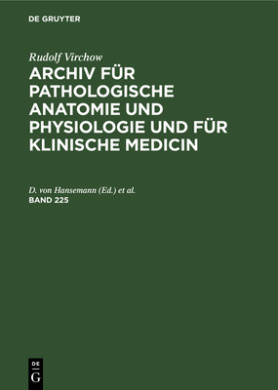 DE GRUYTER
Rudolf Virchow
ARCHIV FÜR
PATHOLOGISCHE
ANATOMIE UND
PHYSIOLOGIE UND FÜR
KLINISCHE MEDICIN
D. von Hansemann (Ed.) et al.
BAND 225
DE
G